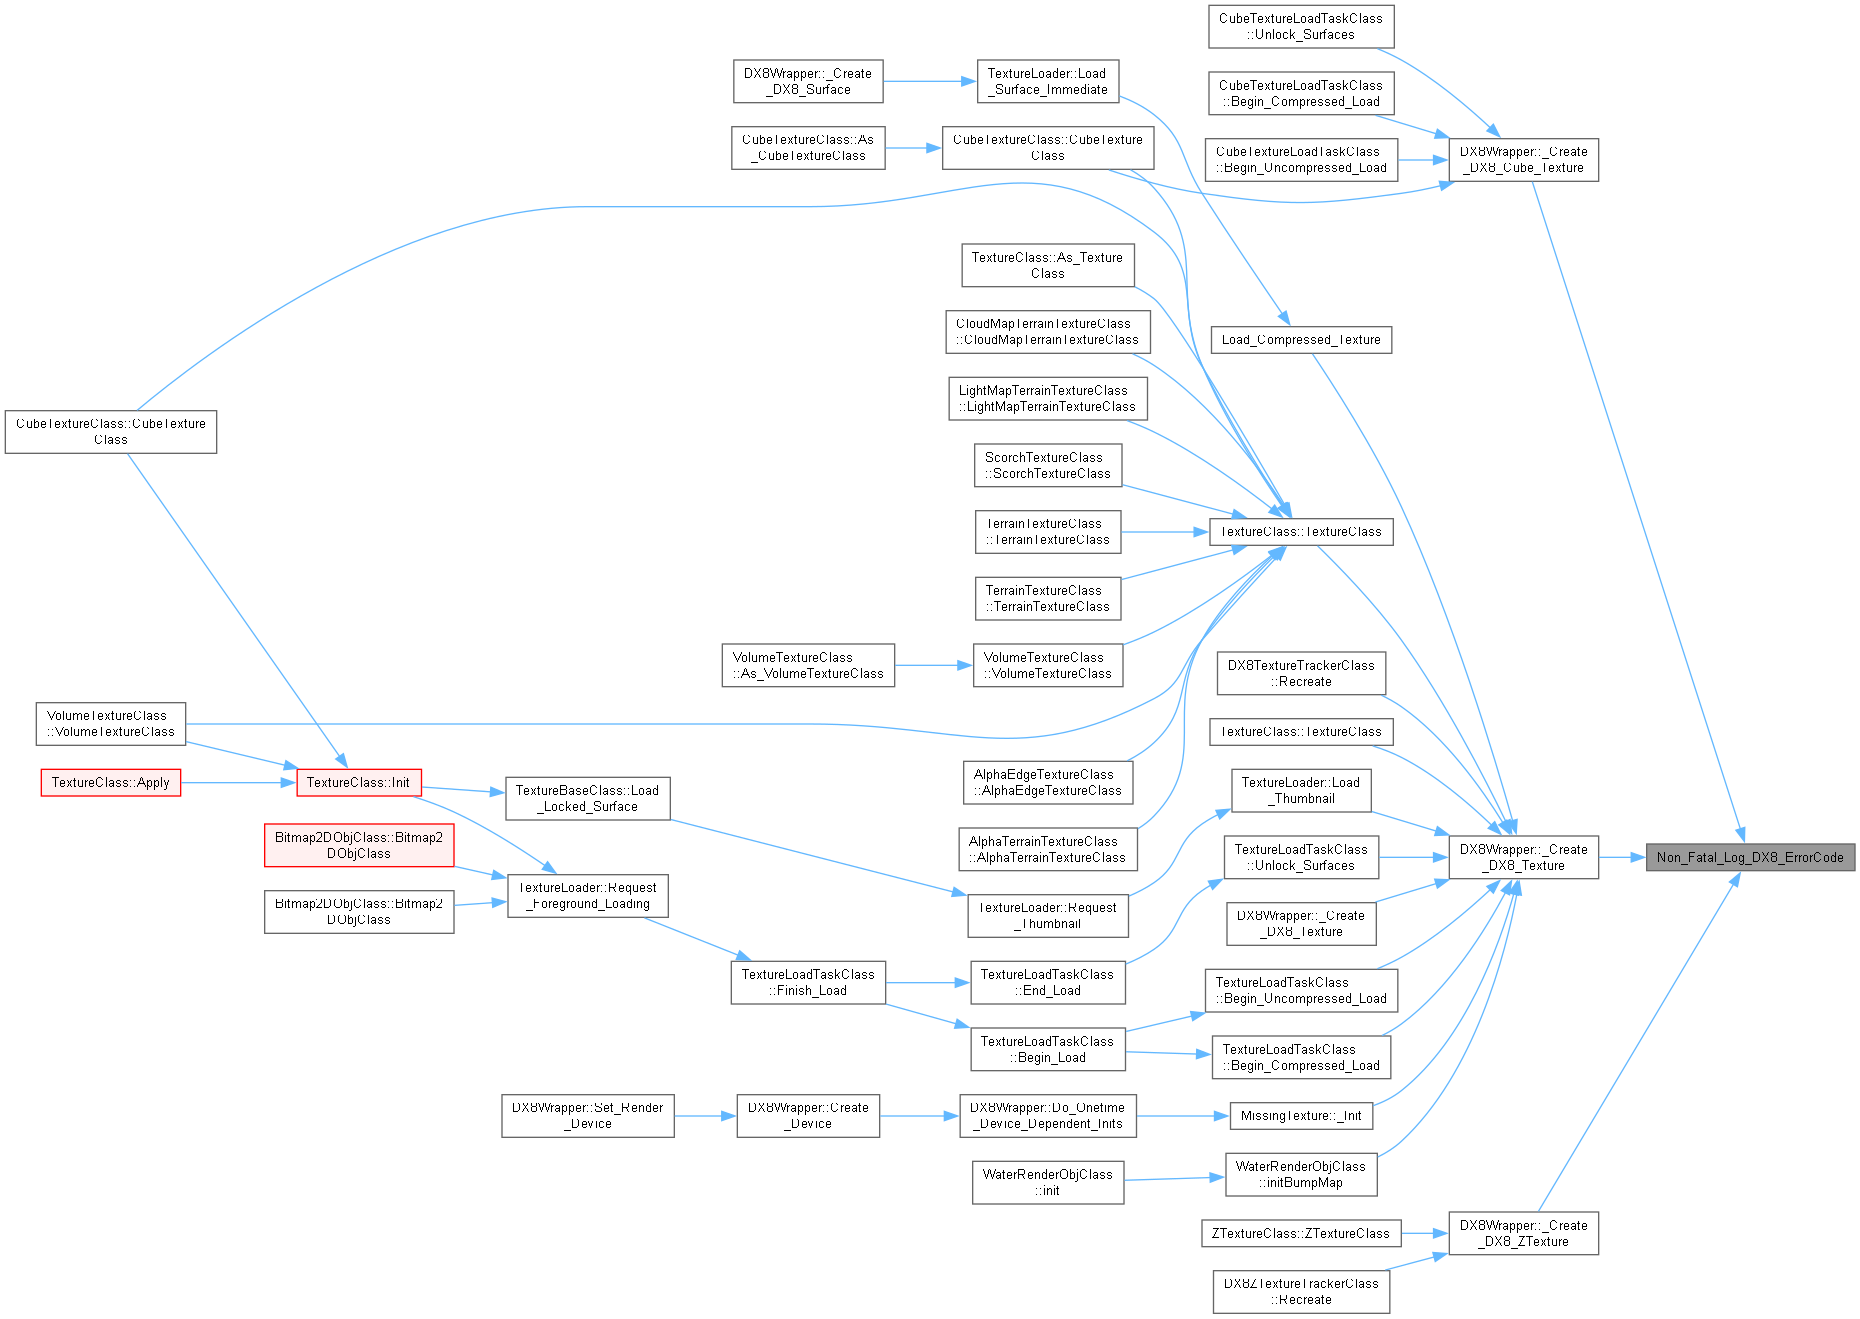 CubeTextureLoadTaskClass
::Unlock_Surfaces
DX8Wrapper::_Create
_DX8_Surface
TextureLoader::Load
_Surface_Immediate
CubeTextureLoadTaskClass
::Begin_Compressed_Load
CubeTextureClass::As
_CubeTextureClass
CubeTextureClass::CubeTexture
Class
CubeTextureLoadTaskClass
::Begin_Uncompressed_Load
DX8Wrapper::_Create
_DX8_Cube_Texture
TextureClass::As_Texture
Class
CloudMapTerrainTextureClass
::CloudMapTerrainTextureClass
Load_Compressed_Texture
LightMapTerrainTextureClass
::LightMapTerrainTextureClass
CubeTextureClass::CubeTexture
Class
ScorchTextureClass
::ScorchTextureClass
TerrainTextureClass
::TerrainTextureClass
TextureClass::TextureClass
TerrainTextureClass
::TerrainTextureClass
VolumeTextureClass
::As_VolumeTextureClass
VolumeTextureClass
::VolumeTextureClass
DX8TextureTrackerClass
::Recreate
VolumeTextureClass
::VolumeTextureClass
TextureClass::TextureClass
TextureClass::Apply
TextureClass::Init
TextureBaseClass::Load
_Locked_Surface
AlphaEdgeTextureClass
::AlphaEdgeTextureClass
TextureLoader::Load
_Thumbnail
Bitmap2DObjClass::Bitmap2
DObjClass
AlphaTerrainTextureClass
::AlphaTerrainTextureClass
TextureLoadTaskClass
::Unlock_Surfaces
DX8Wrapper::_Create
_DX8_Texture
Non_Fatal_Log_DX8_ErrorCode
Bitmap2DObjClass::Bitmap2
DObjClass
TextureLoader::Request
_Foreground_Loading
TextureLoader::Request
_Thumbnail
DX8Wrapper::_Create
_DX8_Texture
TextureLoadTaskClass
::Finish_Load
TextureLoadTaskClass
::End_Load
TextureLoadTaskClass
::Begin_Uncompressed_Load
TextureLoadTaskClass
::Begin_Load
TextureLoadTaskClass
::Begin_Compressed_Load
DX8Wrapper::Set_Render
_Device
DX8Wrapper::Create
_Device
DX8Wrapper::Do_Onetime
_Device_Dependent_Inits
MissingTexture::_Init
WaterRenderObjClass
::init
WaterRenderObjClass
::initBumpMap
ZTextureClass::ZTextureClass
DX8Wrapper::_Create
_DX8_ZTexture
DX8ZTextureTrackerClass
::Recreate